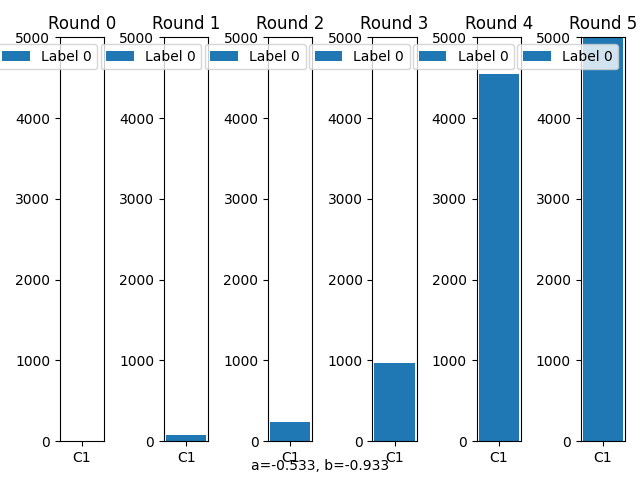 Round 0 Round 1 Round 2 Round 3 Round 4 Round 5
Label 0 Label 0 Label 0 Label 0 Label 0 Label 0
5000 5000 5000 5000 5000 5000
4000 4000 4000 4000 4000 4000
3000 3000 3000 3000 3000 3000
2000 2000 2000 2000 2000 2000
1000 1000 1000 1000 1000 1000
0 0 0 0 0 0
C1 C1 C1 C1 C1 C1
a=-0.533, b=-0.933